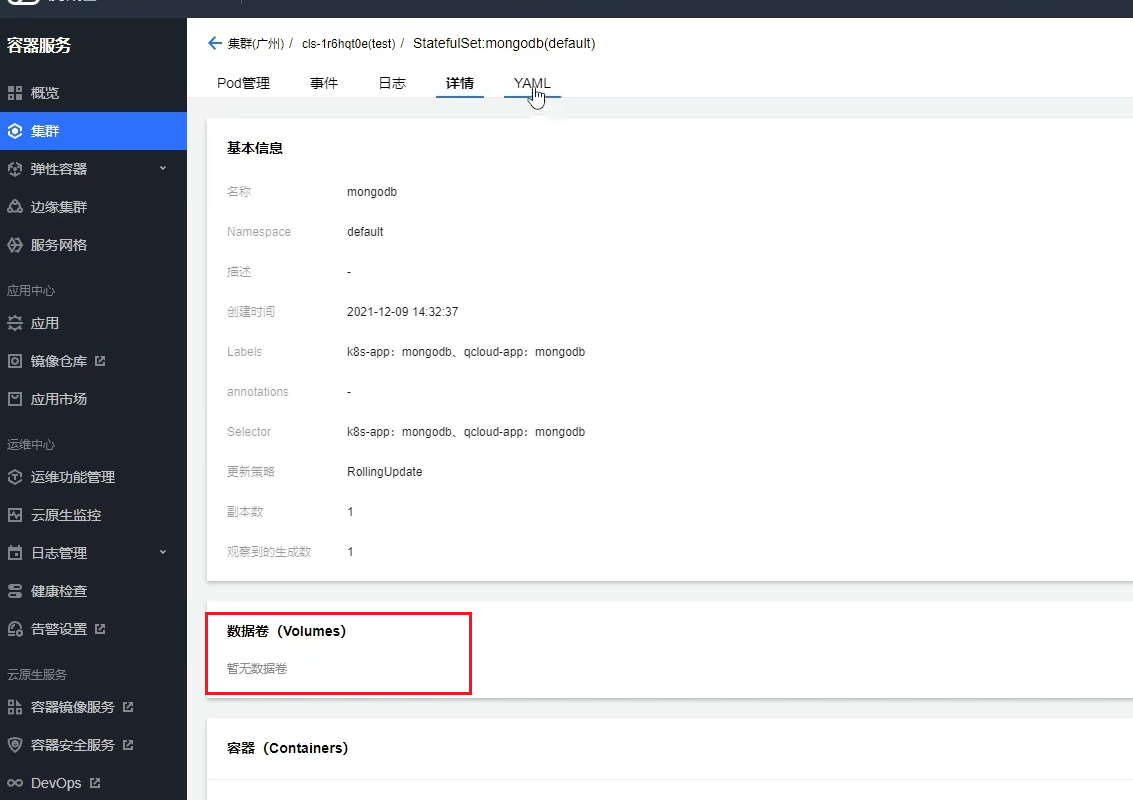 容器服务
概览
集群
弹性容器
边缘集群
服务网格
应用中心
应用
镜像仓库
应用市场
运维中心
运维功能管理
云原生监控
日志管理
健康检查
告警设置
云原生服务
容器镜像服务
容器安全服务
DevOps
集群(广州) / cls-1r6hqt0e(test) / StatefulSet:mongodb(default)
Pod管理 事件 日志 详情 YAML
基本信息
名称 mongodb
Namespace default
描述 -
创建时间 2021-12-09 14:32:37
Labels k8s-app：mongodb、qcloud-app：mongodb
annotations -
Selector k8s-app：mongodb、qcloud-app：mongodb
更新策略 RollingUpdate
副本数 1
观察到的生成数 1
数据卷（Volumes）
暂无数据卷
容器（Containers）